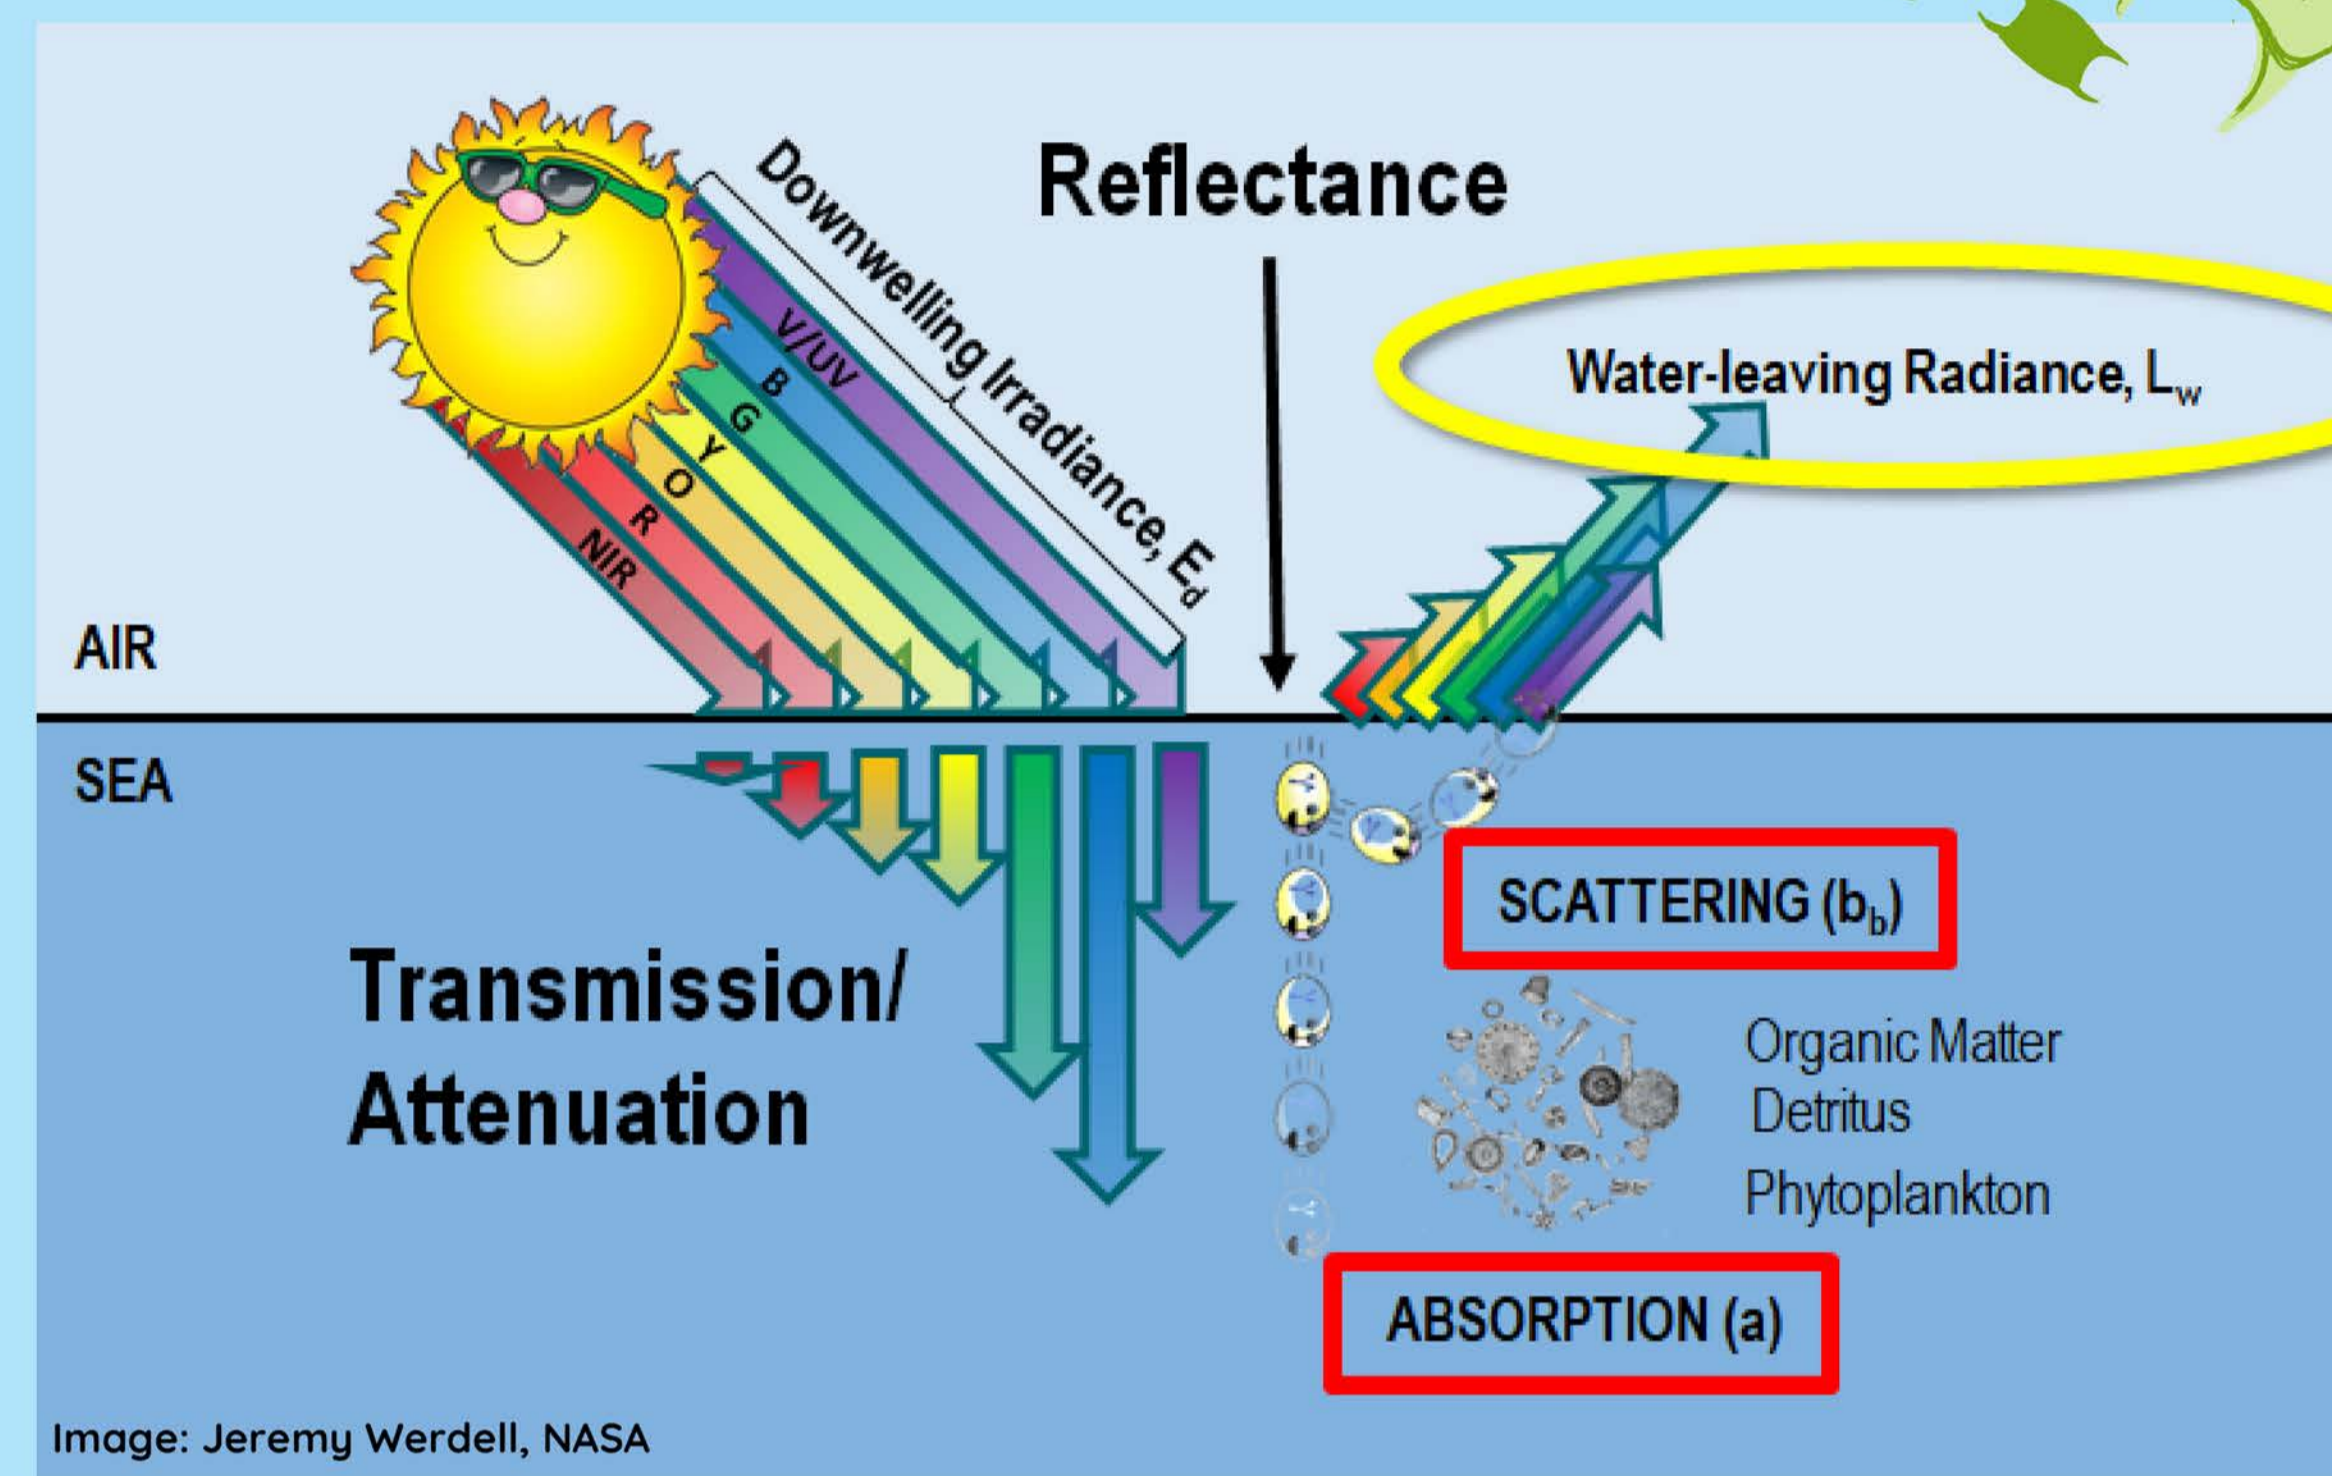 Reflectance
Downwelling Irradiance, Ed
Water-leaving Radiance, Lw
V/UV
B
G
Y
O
R
NIR
AIR
SEA
SCATTERING (bb)
Transmission/
Attenuation
Organic Matter
Detritus
Phytoplankton
ABSORPTION (a)
Image: Jeremy Werdell, NASA